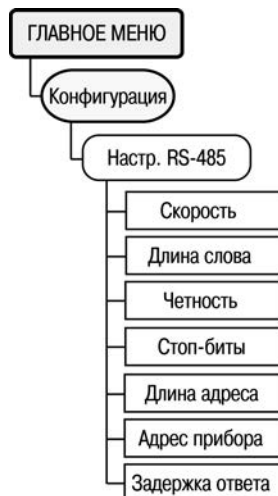 ГЛАВНОЕ МЕНЮ
Конфигурация
Настр. RS-485
Скорость
Длина слова
Четность
Стоп-биты
Длина адреса
Адрес прибора
Задержка ответа